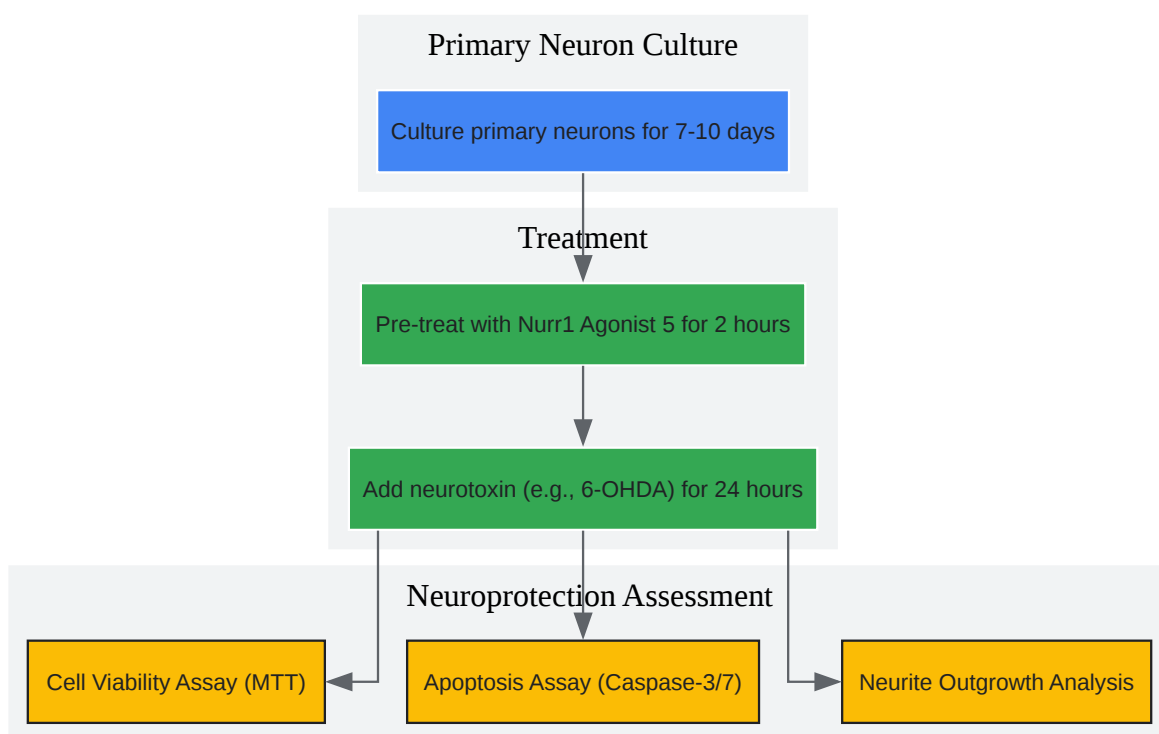 Primary Neuron Culture
Culture primary neurons for 7-10 days
Treatment
Pre-treat with Nurr1 Agonist 5 for 2 hours
Add neurotoxin (e.g., 6-OHDA) for 24 hours
Neuroprotection Assessment
Cell Viability Assay (MTT)
Apoptosis Assay (Caspase-3/7)
Neurite Outgrowth Analysis